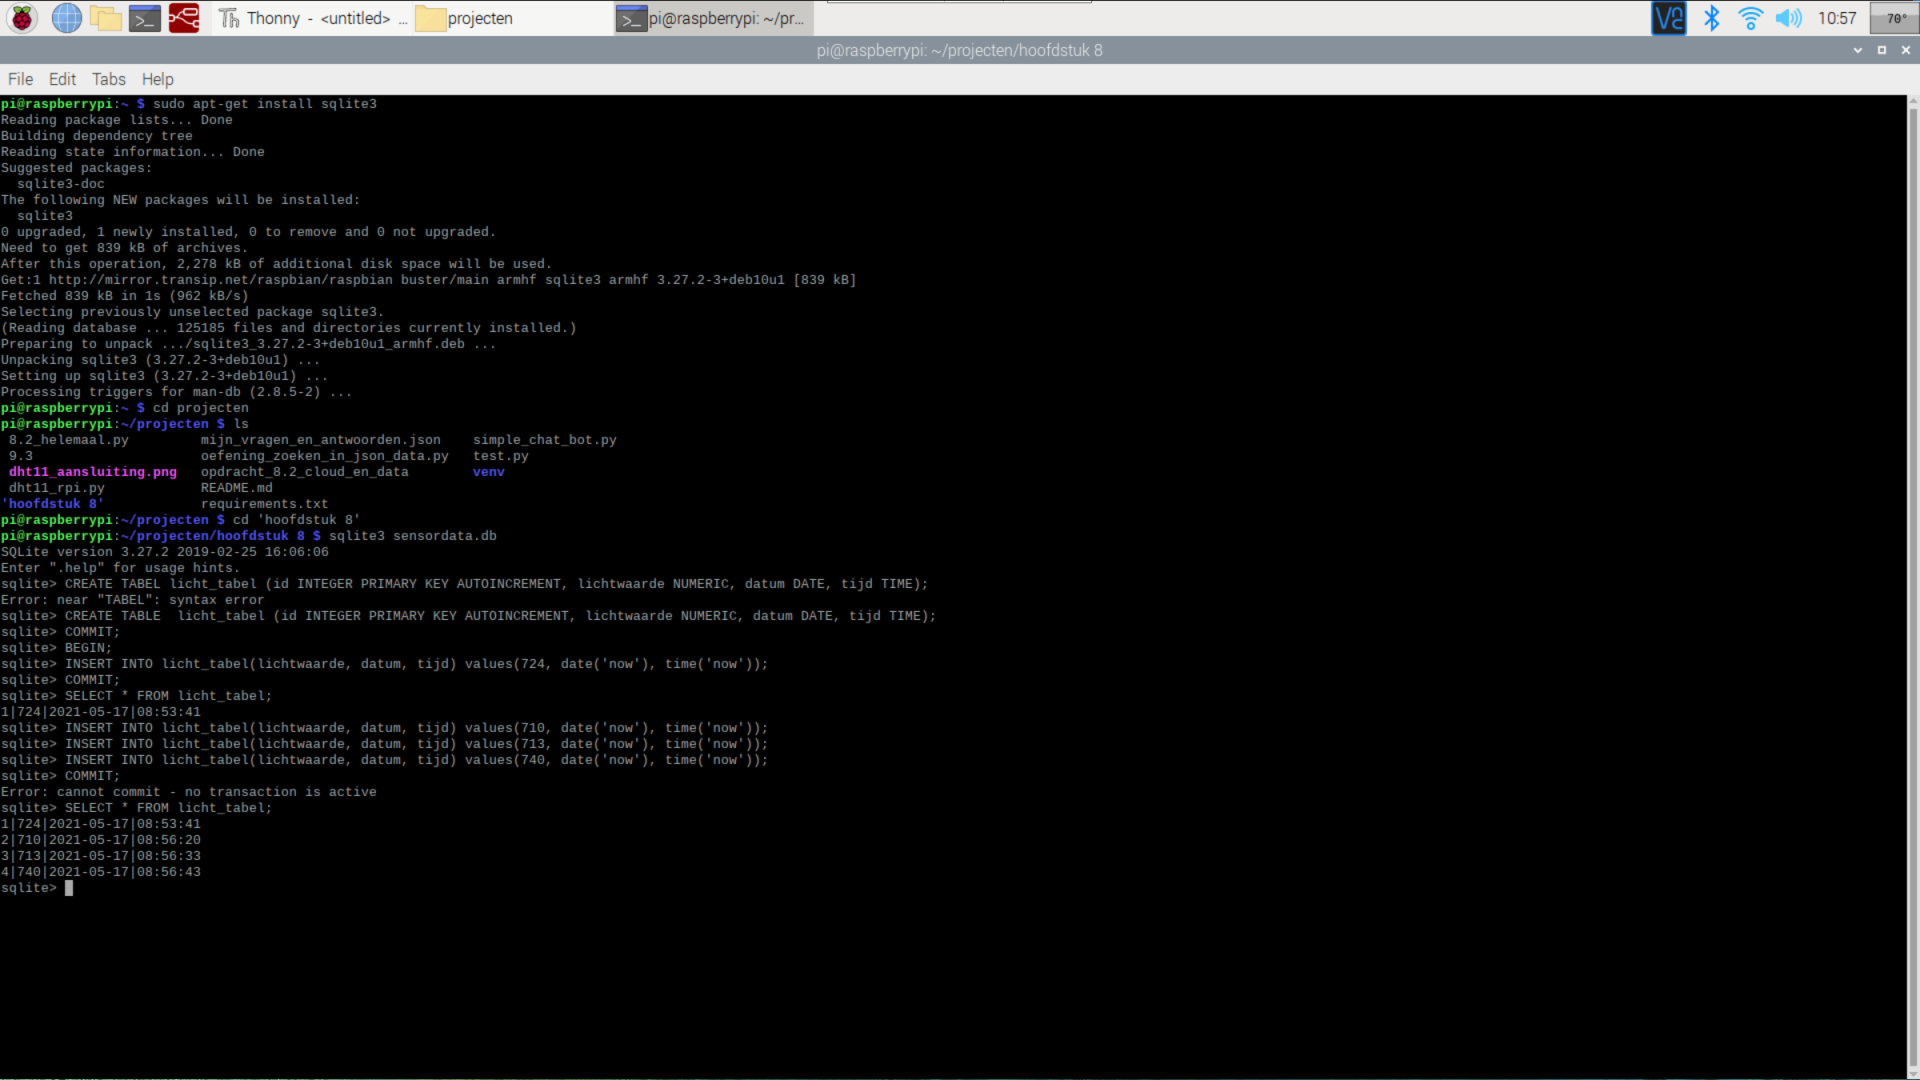 Thonny - <untitled> ...
projecten
pi@raspberrypi: ~/pr...
10:57
70°
pi@raspberrypi: ~/projecten/hoofdstuk 8
File Edit Tabs Help
pi@raspberrypi:~ $ sudo apt-get install sqlite3
Reading package lists... Done
Building dependency tree
Reading state information... Done
Suggested packages:
  sqlite3-doc
The following NEW packages will be installed:
  sqlite3
0 upgraded, 1 newly installed, 0 to remove and 0 not upgraded.
Need to get 839 kB of archives.
After this operation, 2,278 kB of additional disk space will be used.
Get:1 http://mirror.transip.net/raspbian/raspbian buster/main armhf sqlite3 armhf 3.27.2-3+deb10u1 [839 kB]
Fetched 839 kB in 1s (962 kB/s)
Selecting previously unselected package sqlite3.
(Reading database ... 125185 files and directories currently installed.)
Preparing to unpack .../sqlite3_3.27.2-3+deb10u1_armhf.deb ...
Unpacking sqlite3 (3.27.2-3+deb10u1) ...
Setting up sqlite3 (3.27.2-3+deb10u1) ...
Processing triggers for man-db (2.8.5-2) ...
pi@raspberrypi:~ $ cd projecten
pi@raspberrypi:~/projecten $ ls
 8.2_helemaal.py         mijn_vragen_en_antwoorden.json    simple_chat_bot.py
 9.3                     oefening_zoeken_in_json_data.py   test.py
 dht11_aansluiting.png   opdracht_8.2_cloud_en_data        venv
 dht11_rpi.py            README.md
'hoofdstuk 8'            requirements.txt
pi@raspberrypi:~/projecten $ cd 'hoofdstuk 8'
pi@raspberrypi:~/projecten/hoofdstuk 8 $ sqlite3 sensordata.db
SQLite version 3.27.2 2019-02-25 16:06:06
Enter ".help" for usage hints.
sqlite> CREATE TABEL licht_tabel (id INTEGER PRIMARY KEY AUTOINCREMENT, lichtwaarde NUMERIC, datum DATE, tijd TIME);
Error: near "TABEL": syntax error
sqlite> CREATE TABLE  licht_tabel (id INTEGER PRIMARY KEY AUTOINCREMENT, lichtwaarde NUMERIC, datum DATE, tijd TIME);
sqlite> COMMIT;
sqlite> BEGIN;
sqlite> INSERT INTO licht_tabel(lichtwaarde, datum, tijd) values(724, date('now'), time('now'));
sqlite> COMMIT;
sqlite> SELECT * FROM licht_tabel;
1|724|2021-05-17|08:53:41
sqlite> INSERT INTO licht_tabel(lichtwaarde, datum, tijd) values(710, date('now'), time('now'));
sqlite> INSERT INTO licht_tabel(lichtwaarde, datum, tijd) values(713, date('now'), time('now'));
sqlite> INSERT INTO licht_tabel(lichtwaarde, datum, tijd) values(740, date('now'), time('now'));
sqlite> COMMIT;
Error: cannot commit - no transaction is active
sqlite> SELECT * FROM licht_tabel;
1|724|2021-05-17|08:53:41
2|710|2021-05-17|08:56:20
3|713|2021-05-17|08:56:33
4|740|2021-05-17|08:56:43
sqlite>